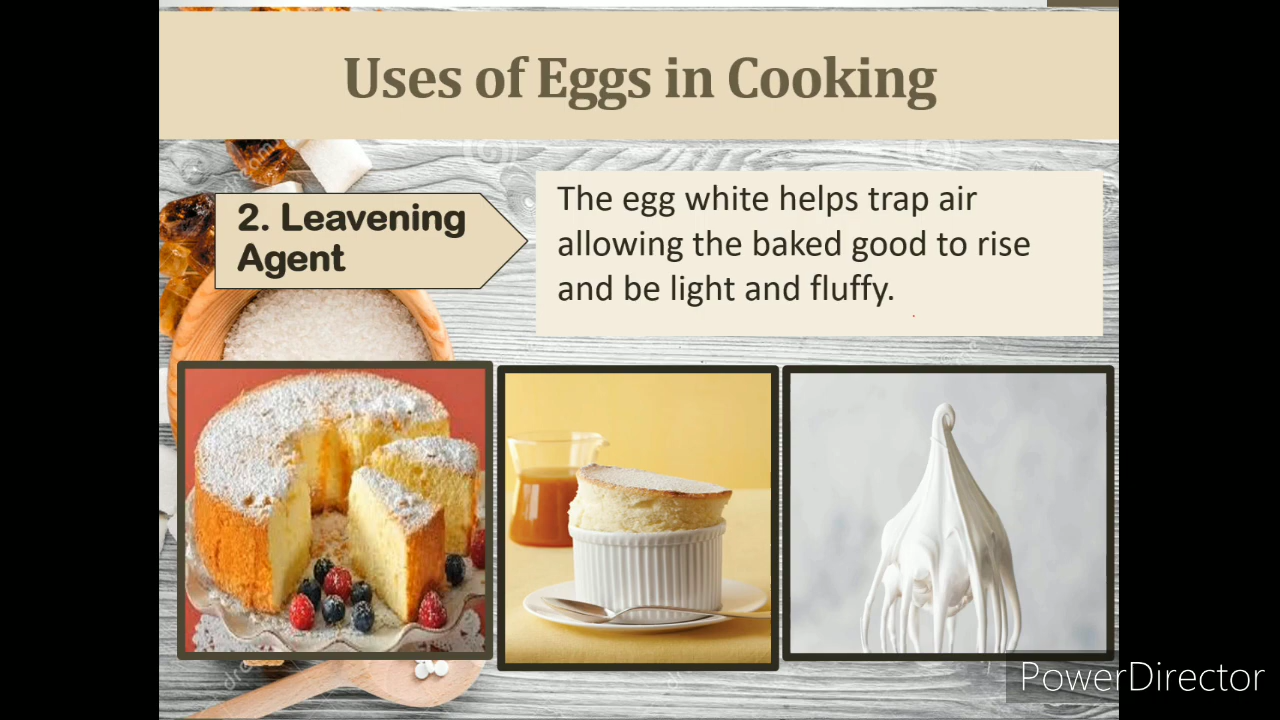 Uses of Eggs in Cooking
2. Leavening
Agent
The egg white helps trap air
allowing the baked good to rise
and be light and fluffy.
PowerDirector